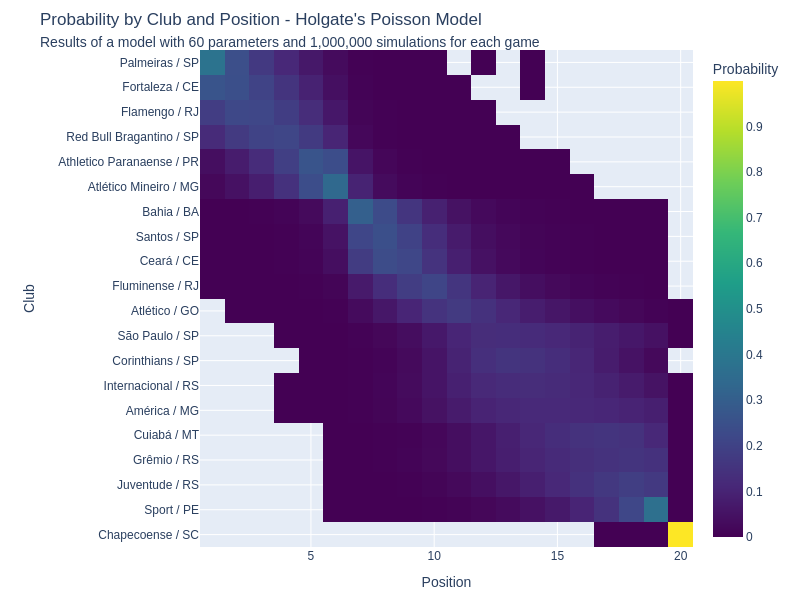 Probability by Club and Position - Holgate's Poisson Model
Results of a model with 60 parameters and 1,000,000 simulations for each game
Probability
Club
Palmeiras / SP
Fortaleza / CE
Flamengo / RJ
Red Bull Bragantino / SP
Athletico Paranaense / PR
Atlético Mineiro / MG
Bahia / BA
Santos / SP
Ceará / CE
Fluminense / RJ
Atlético / GO
São Paulo / SP
Corinthians / SP
Internacional / RS
América / MG
Cuiabá / MT
Grêmio / RS
Juventude / RS
Sport / PE
Chapecoense / SC
0.9
0.8
0.7
0.6
0.5
0.4
0.3
0.2
0.1
0
5
10
15
20
Position